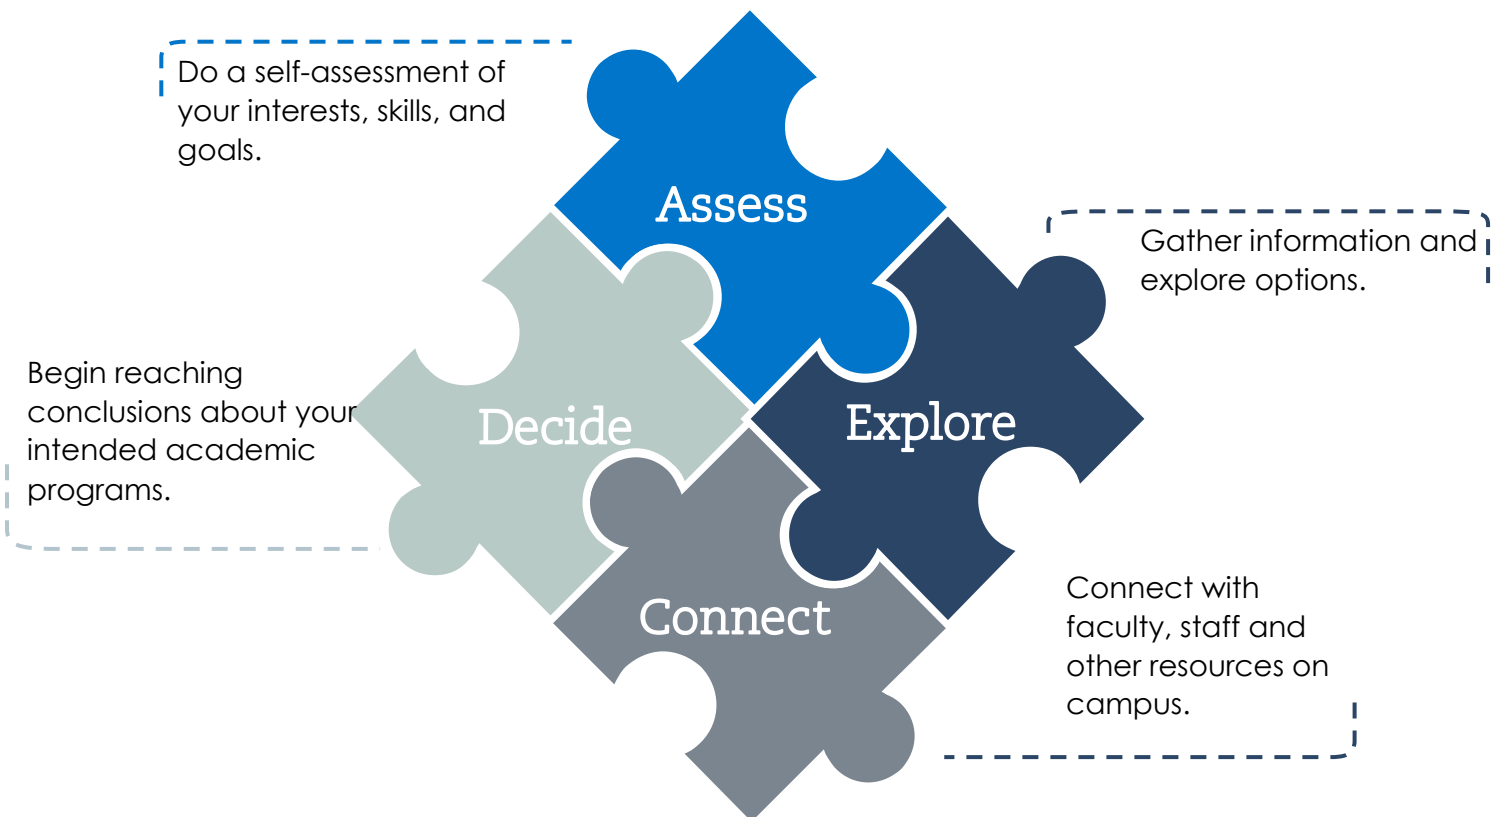 Do a self-assessment of
your interests, skills, and
goals.
Assess
Gather information and
explore options.
Begin reaching
conclusions about your
intended academic
programs.
Decide
Explore
Connect
Connect with
faculty, staff and
other resources on
campus.